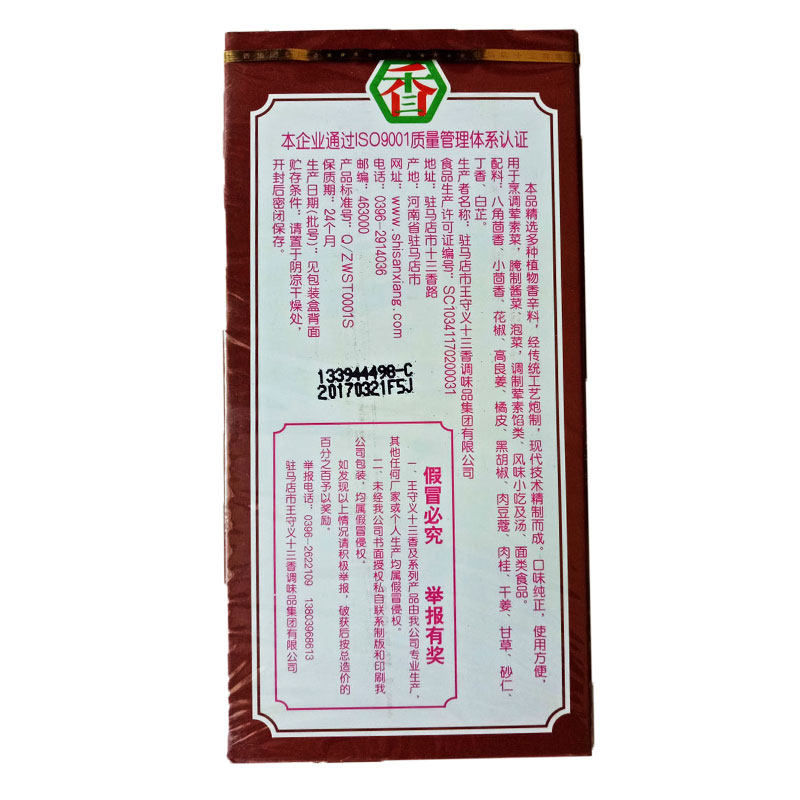 十三香
本企业通过ISO9001质量管理体系认证
本品精选多种植物香辛料，经传统工艺炮制，现代技术精制而成。口味纯正，使用方便，
用于烹调荤素菜，腌制酱菜、泡菜，调制荤素馅类、风味小吃及汤、面类食品。
配料：八角茴香、小茴香、花椒、高良姜、橘皮、黑胡椒、肉豆蔻、肉桂、干姜、甘草、砂仁、
丁香、白芷。
生产者名称：驻马店市王守义十三香调味品集团有限公司
食品生产许可证编号：SC10341170200031
地址：驻马店市十三香路
产地：河南省驻马店市
网址：www.shisanxiang.com
电话：0396-2914036
邮编：463000
产品标准号：Q/ZWST0001S
保质期：24个月
生产日期(批号)：见包装盒背面
贮存条件：请置于阴凉干燥处，
开封后密闭保存。
133944498-C
20170321F5J
假冒必究 举报有奖
一、王守义十三香及系列产品由我公司专业生产，
其他任何厂家或个人生产均属假冒侵权。
二、未经我公司书面授权私自联系制版和印刷我
公司包装，均属假冒侵权。
如发现以上情况请积极举报，破获后按总造价的
百分之百予以奖励。
举报电话：0396-2622109 13803968613
驻马店市王守义十三香调味品集团有限公司